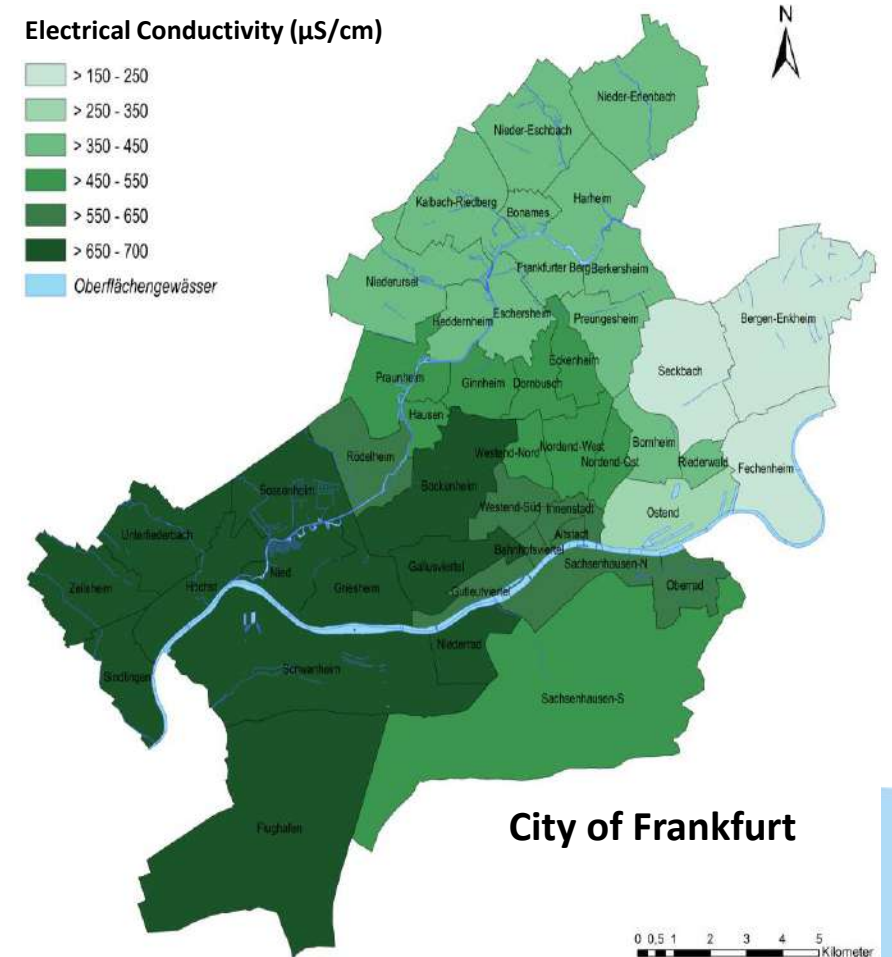 Electrical Conductivity (µS/cm)
> 150 - 250
> 250 - 350
> 350 - 450
> 450 - 550
> 550 - 650
> 650 - 700
Oberflächengewässer
N
Nieder-Erlenbach
Nieder-Eschbach
Kalbach-Riedberg
Bonames
Harheim
Niederursel
Frankfurter Berg
Berkersheim
Heddernheim
Eschersheim
Preungesheim
Bergen-Enkheim
Praunheim
Ginnheim
Dornbusch
Eckenheim
Seckbach
Hausen
Rödelheim
Westend-Nord
Nordend-West
Nordend-Ost
Bornheim
Riederwald
Fechenheim
Sossenheim
Bockenheim
Westend-Süd
Innenstadt
Ostend
Unterliederbach
Altstadt
Bahnhofsviertel
Zeilsheim
Höchst
Nied
Griesheim
Gallusviertel
Gutleutviertel
Sachsenhausen-N
Oberrad
Sindlingen
Schwanheim
Niederrad
Sachsenhausen-S
Flughafen
City of Frankfurt
0 0,5 1 2 3 4 5
Kilometer